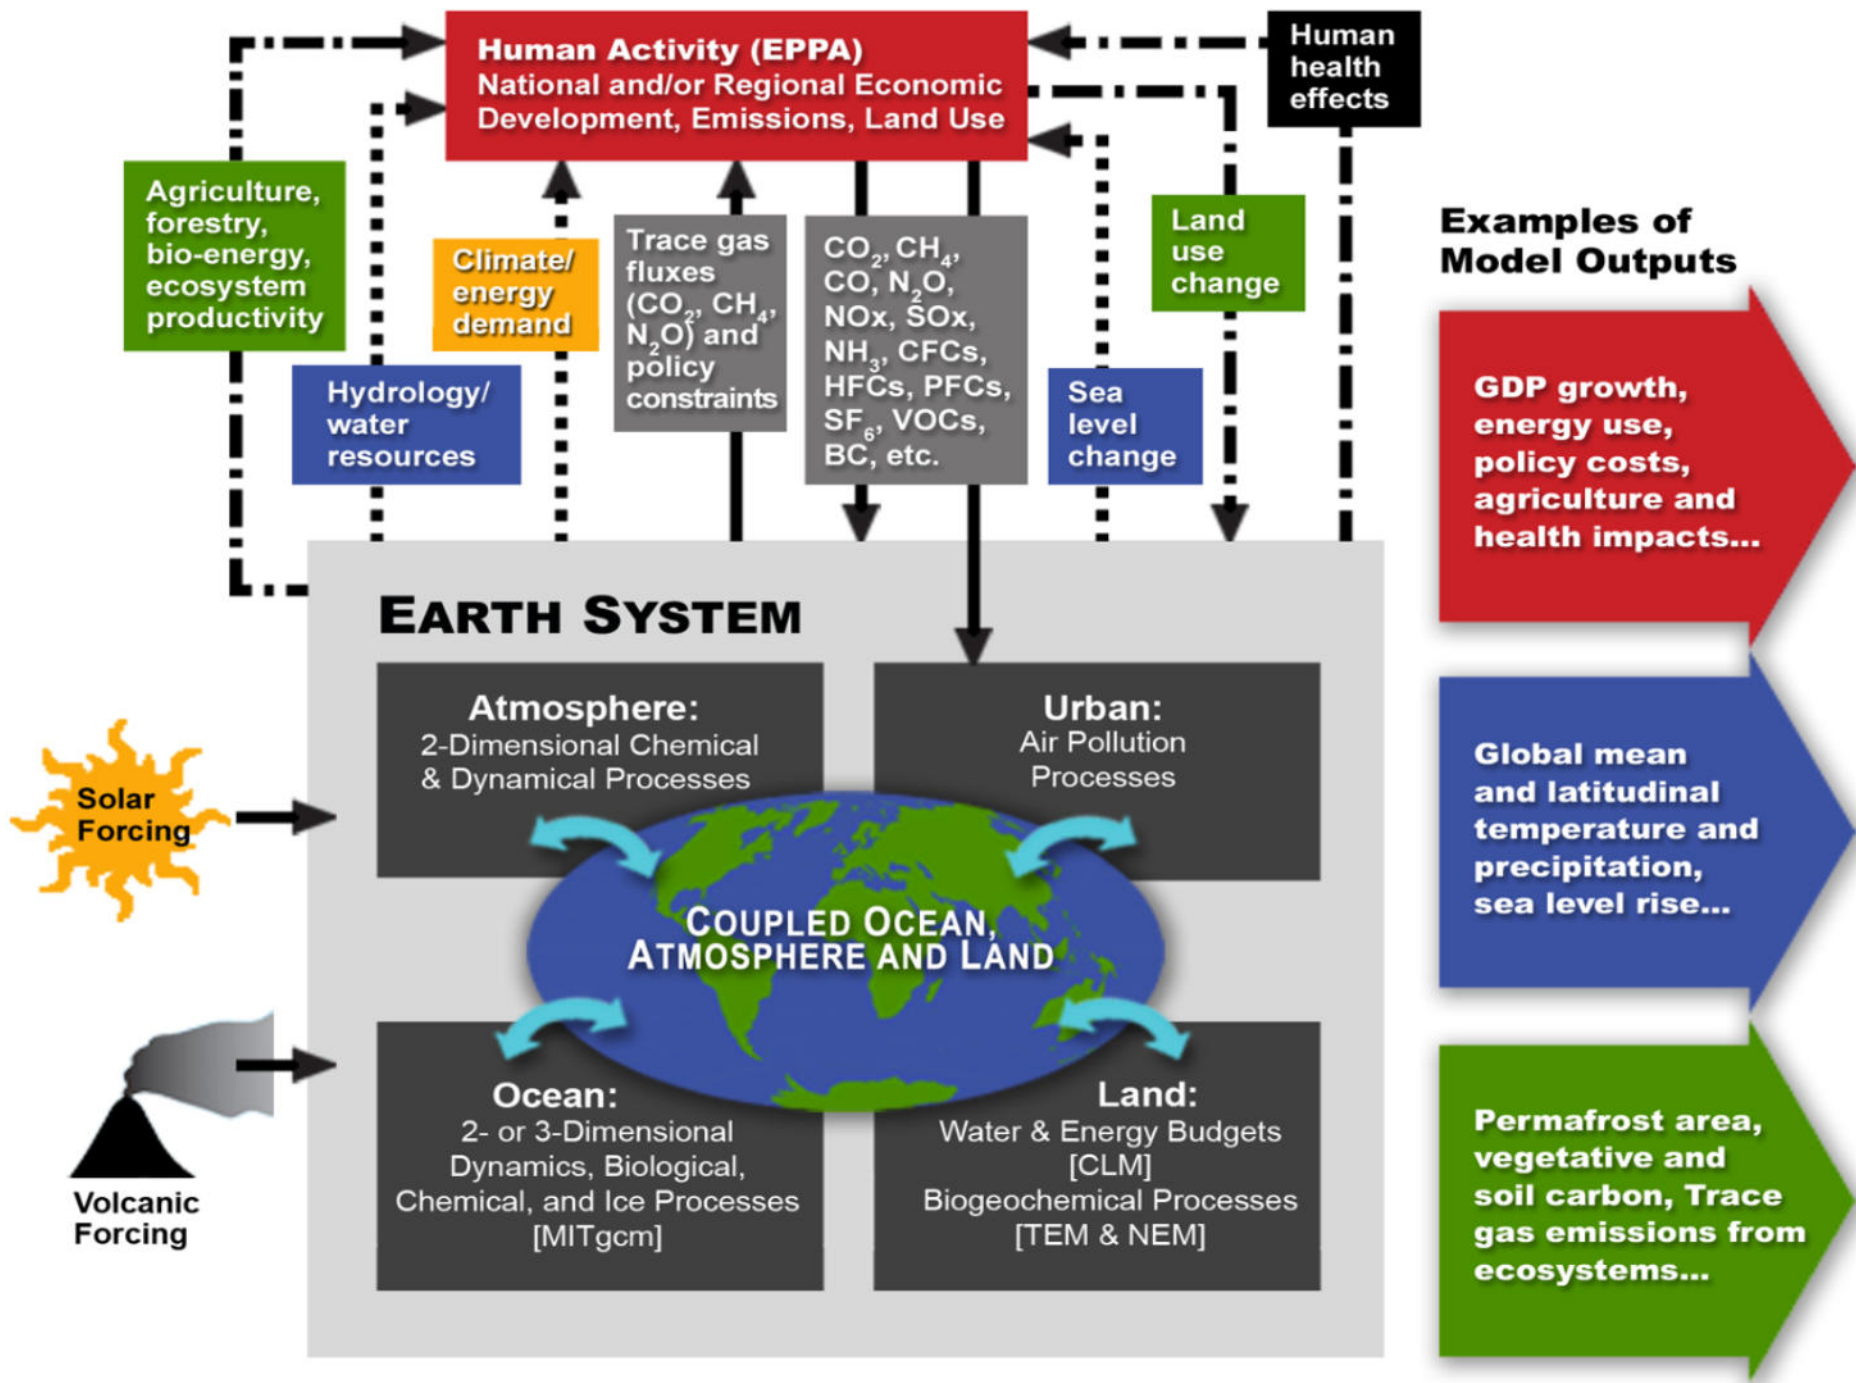 Human Activity (EPPA)
National and/or Regional Economic
Development, Emissions, Land Use
Human
health
effects
Agriculture,
forestry,
bio-energy,
ecosystem
productivity
Hydrology/
water
resources
Climate/
energy
demand
Trace gas
fluxes
(CO₂, CH₄,
N₂O) and
policy
constraints
CO₂, CH₄,
CO, N₂O,
NOx, SOx,
NH₃, CFCs,
HFCs, PFCs,
SF₆, VOCs,
BC, etc.
Sea
level
change
Land
use
change
Examples of
Model Outputs
GDP growth,
energy use,
policy costs,
agriculture and
health impacts...
Global mean
and latitudinal
temperature and
precipitation,
sea level rise...
Permafrost area,
vegetative and
soil carbon, Trace
gas emissions from
ecosystems...
EARTH SYSTEM
Atmosphere:
2-Dimensional Chemical
& Dynamical Processes
Urban:
Air Pollution
Processes
Solar
Forcing
COUPLED OCEAN,
ATMOSPHERE AND LAND
Volcanic
Forcing
Ocean:
2- or 3-Dimensional
Dynamics, Biological,
Chemical, and Ice Processes
[MITgcm]
Land:
Water & Energy Budgets
[CLM]
Biogeochemical Processes
[TEM & NEM]